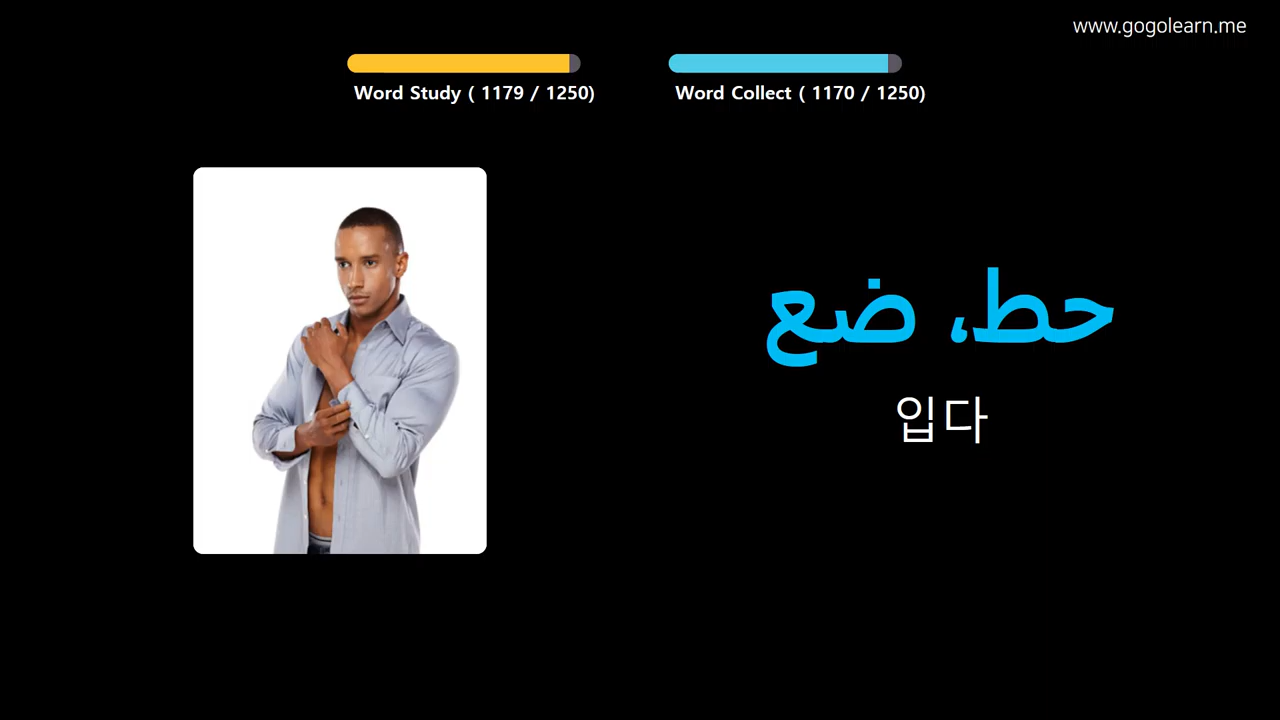 www.gogolearn.me
Word Study ( 1179 / 1250)
Word Collect ( 1170 / 1250)
حط، ضع
입다